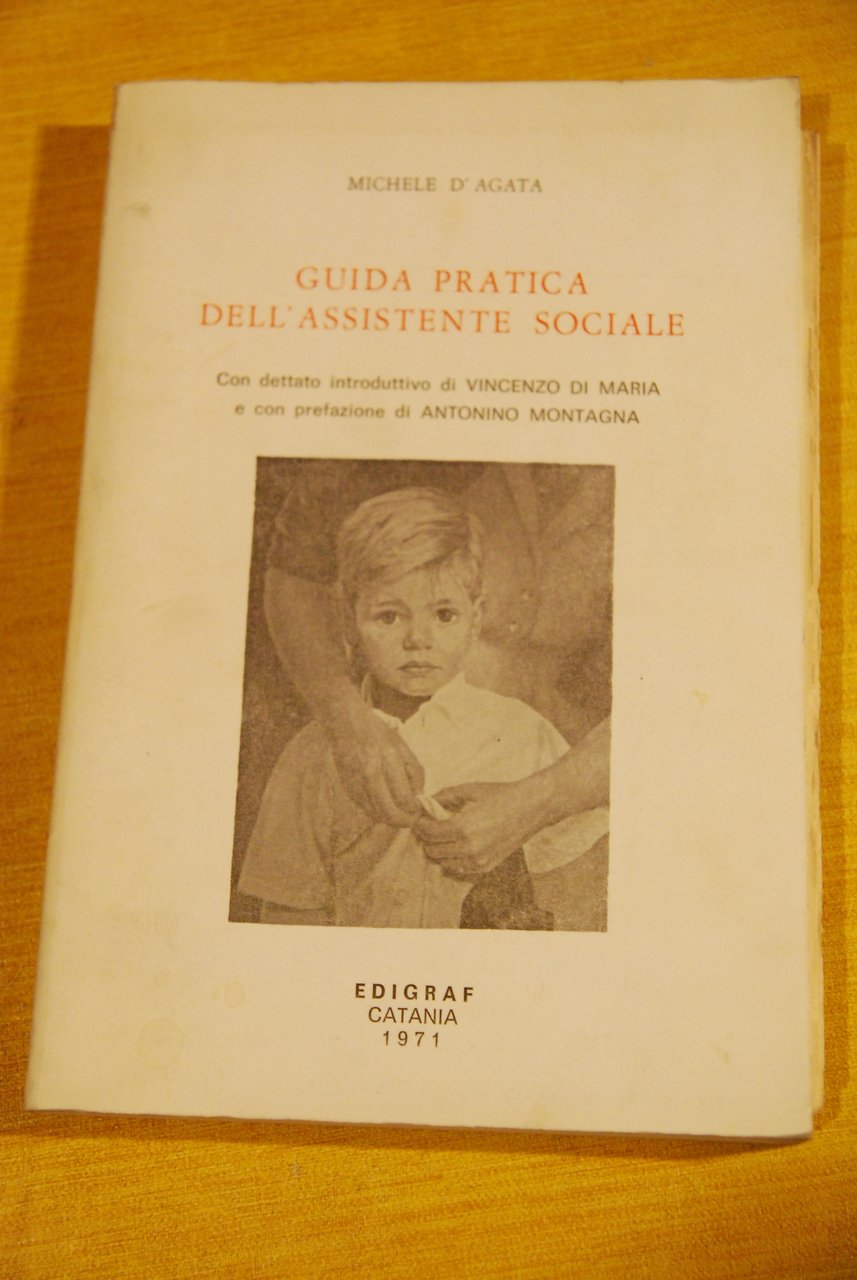 MICHELE D'AGATA
GUIDA PRATICA
DELL'ASSISTENTE SOCIALE
Con dettato introduttivo di VINCENZO DI MARIA
e con prefazione di ANTONINO MONTAGNA
EDIGRAF
CATANIA
1971